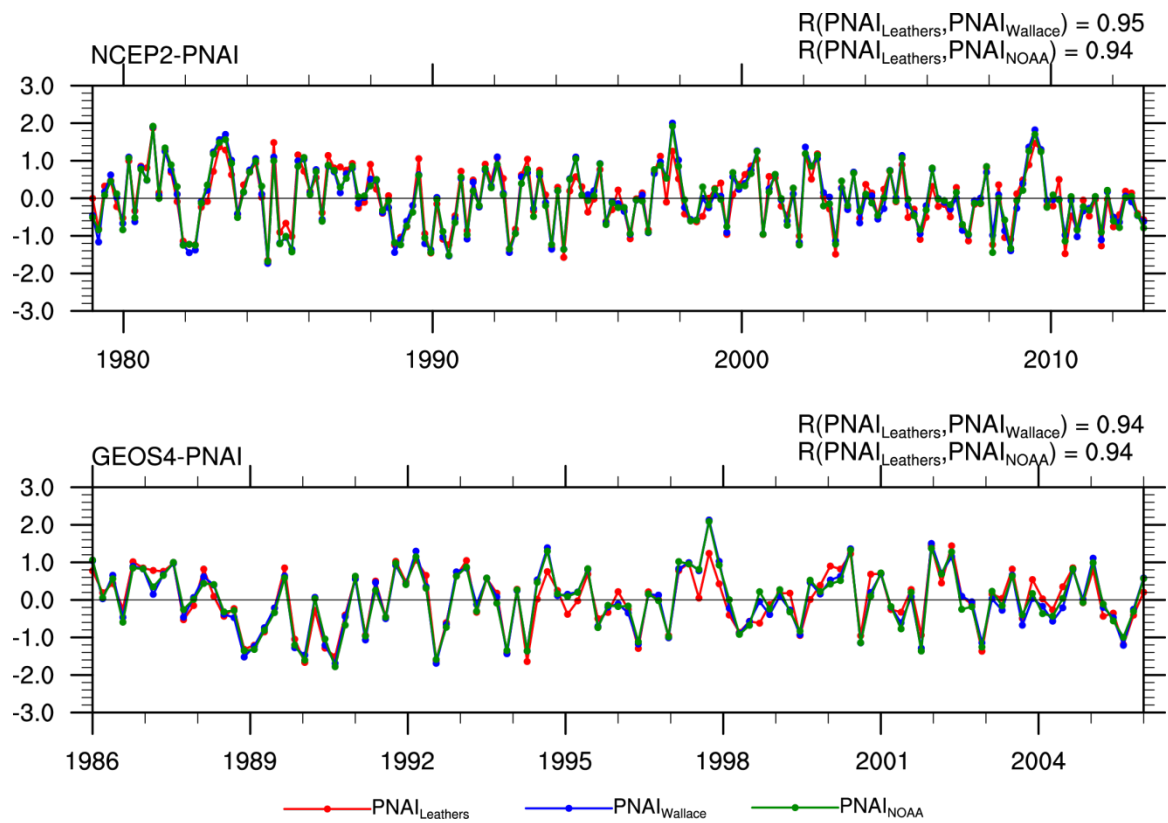 R(PNAI_Leathers,PNAI_Wallace) = 0.95
NCEP2-PNAI R(PNAI_Leathers,PNAI_NOAA) = 0.94
3.0
2.0
1.0
0.0
-1.0
-2.0
-3.0
1980 1990 2000 2010
R(PNAI_Leathers,PNAI_Wallace) = 0.94
GEOS4-PNAI R(PNAI_Leathers,PNAI_NOAA) = 0.94
3.0
2.0
1.0
0.0
-1.0
-2.0
-3.0
1986 1989 1992 1995 1998 2001 2004
PNAI_Leathers PNAI_Wallace PNAI_NOAA